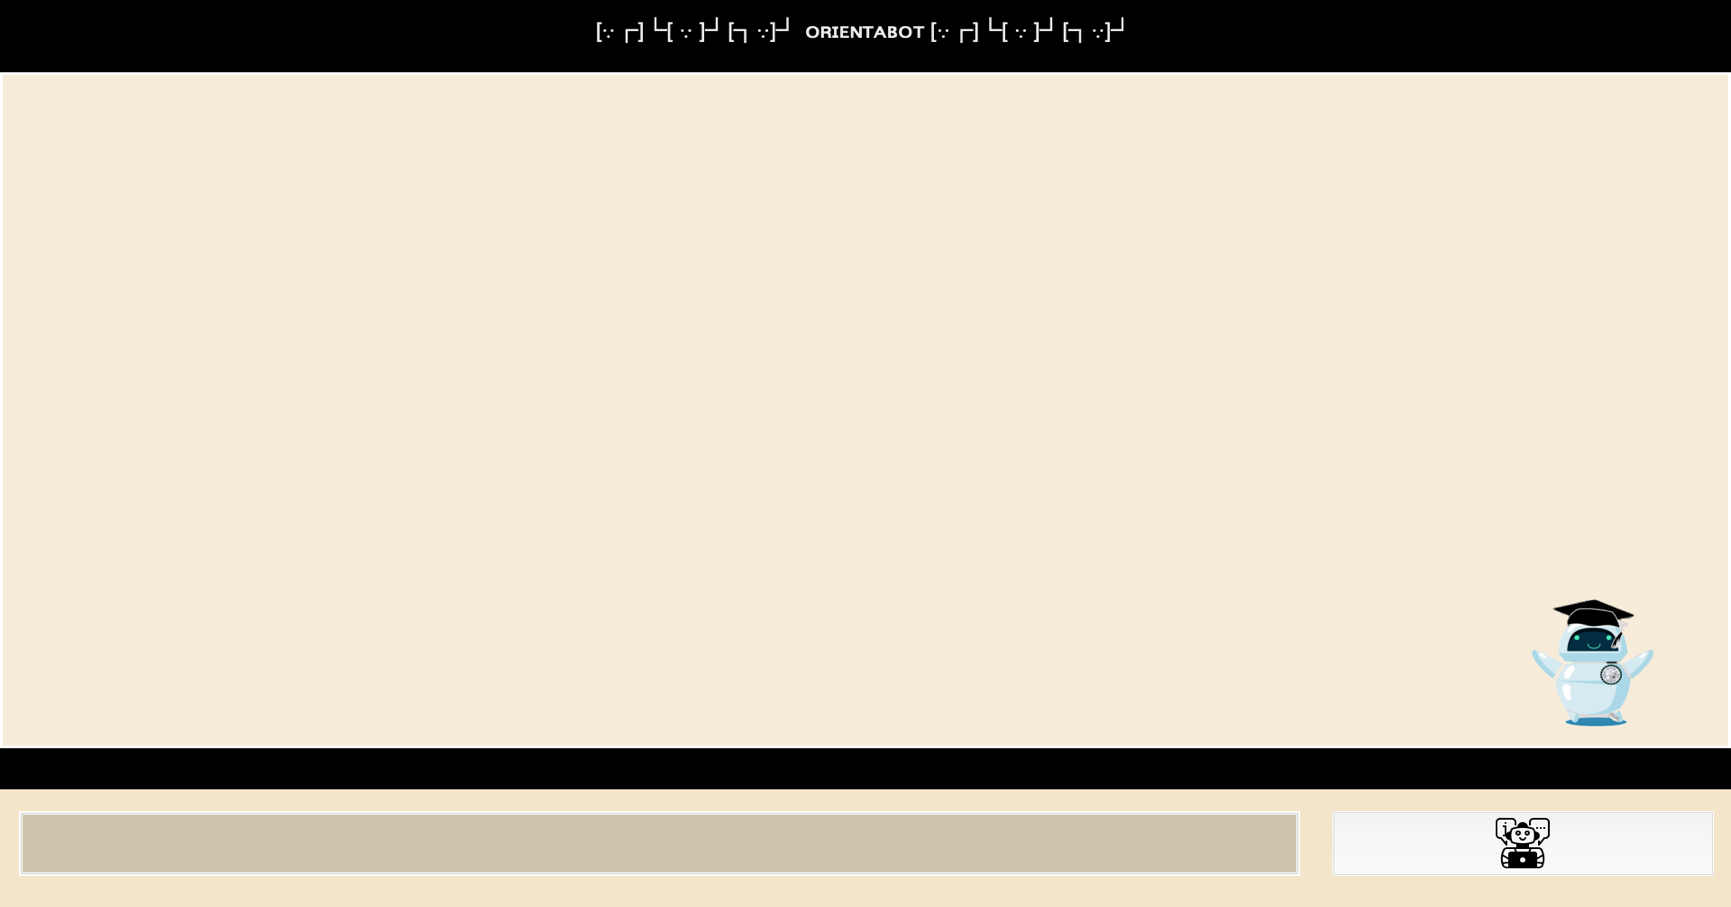 [∵ ┌] └[ ∵ ]┘ [┐ ∵]┘ ORIENTABOT [∵ ┌] └[ ∵ ]┘ [┐ ∵]┘